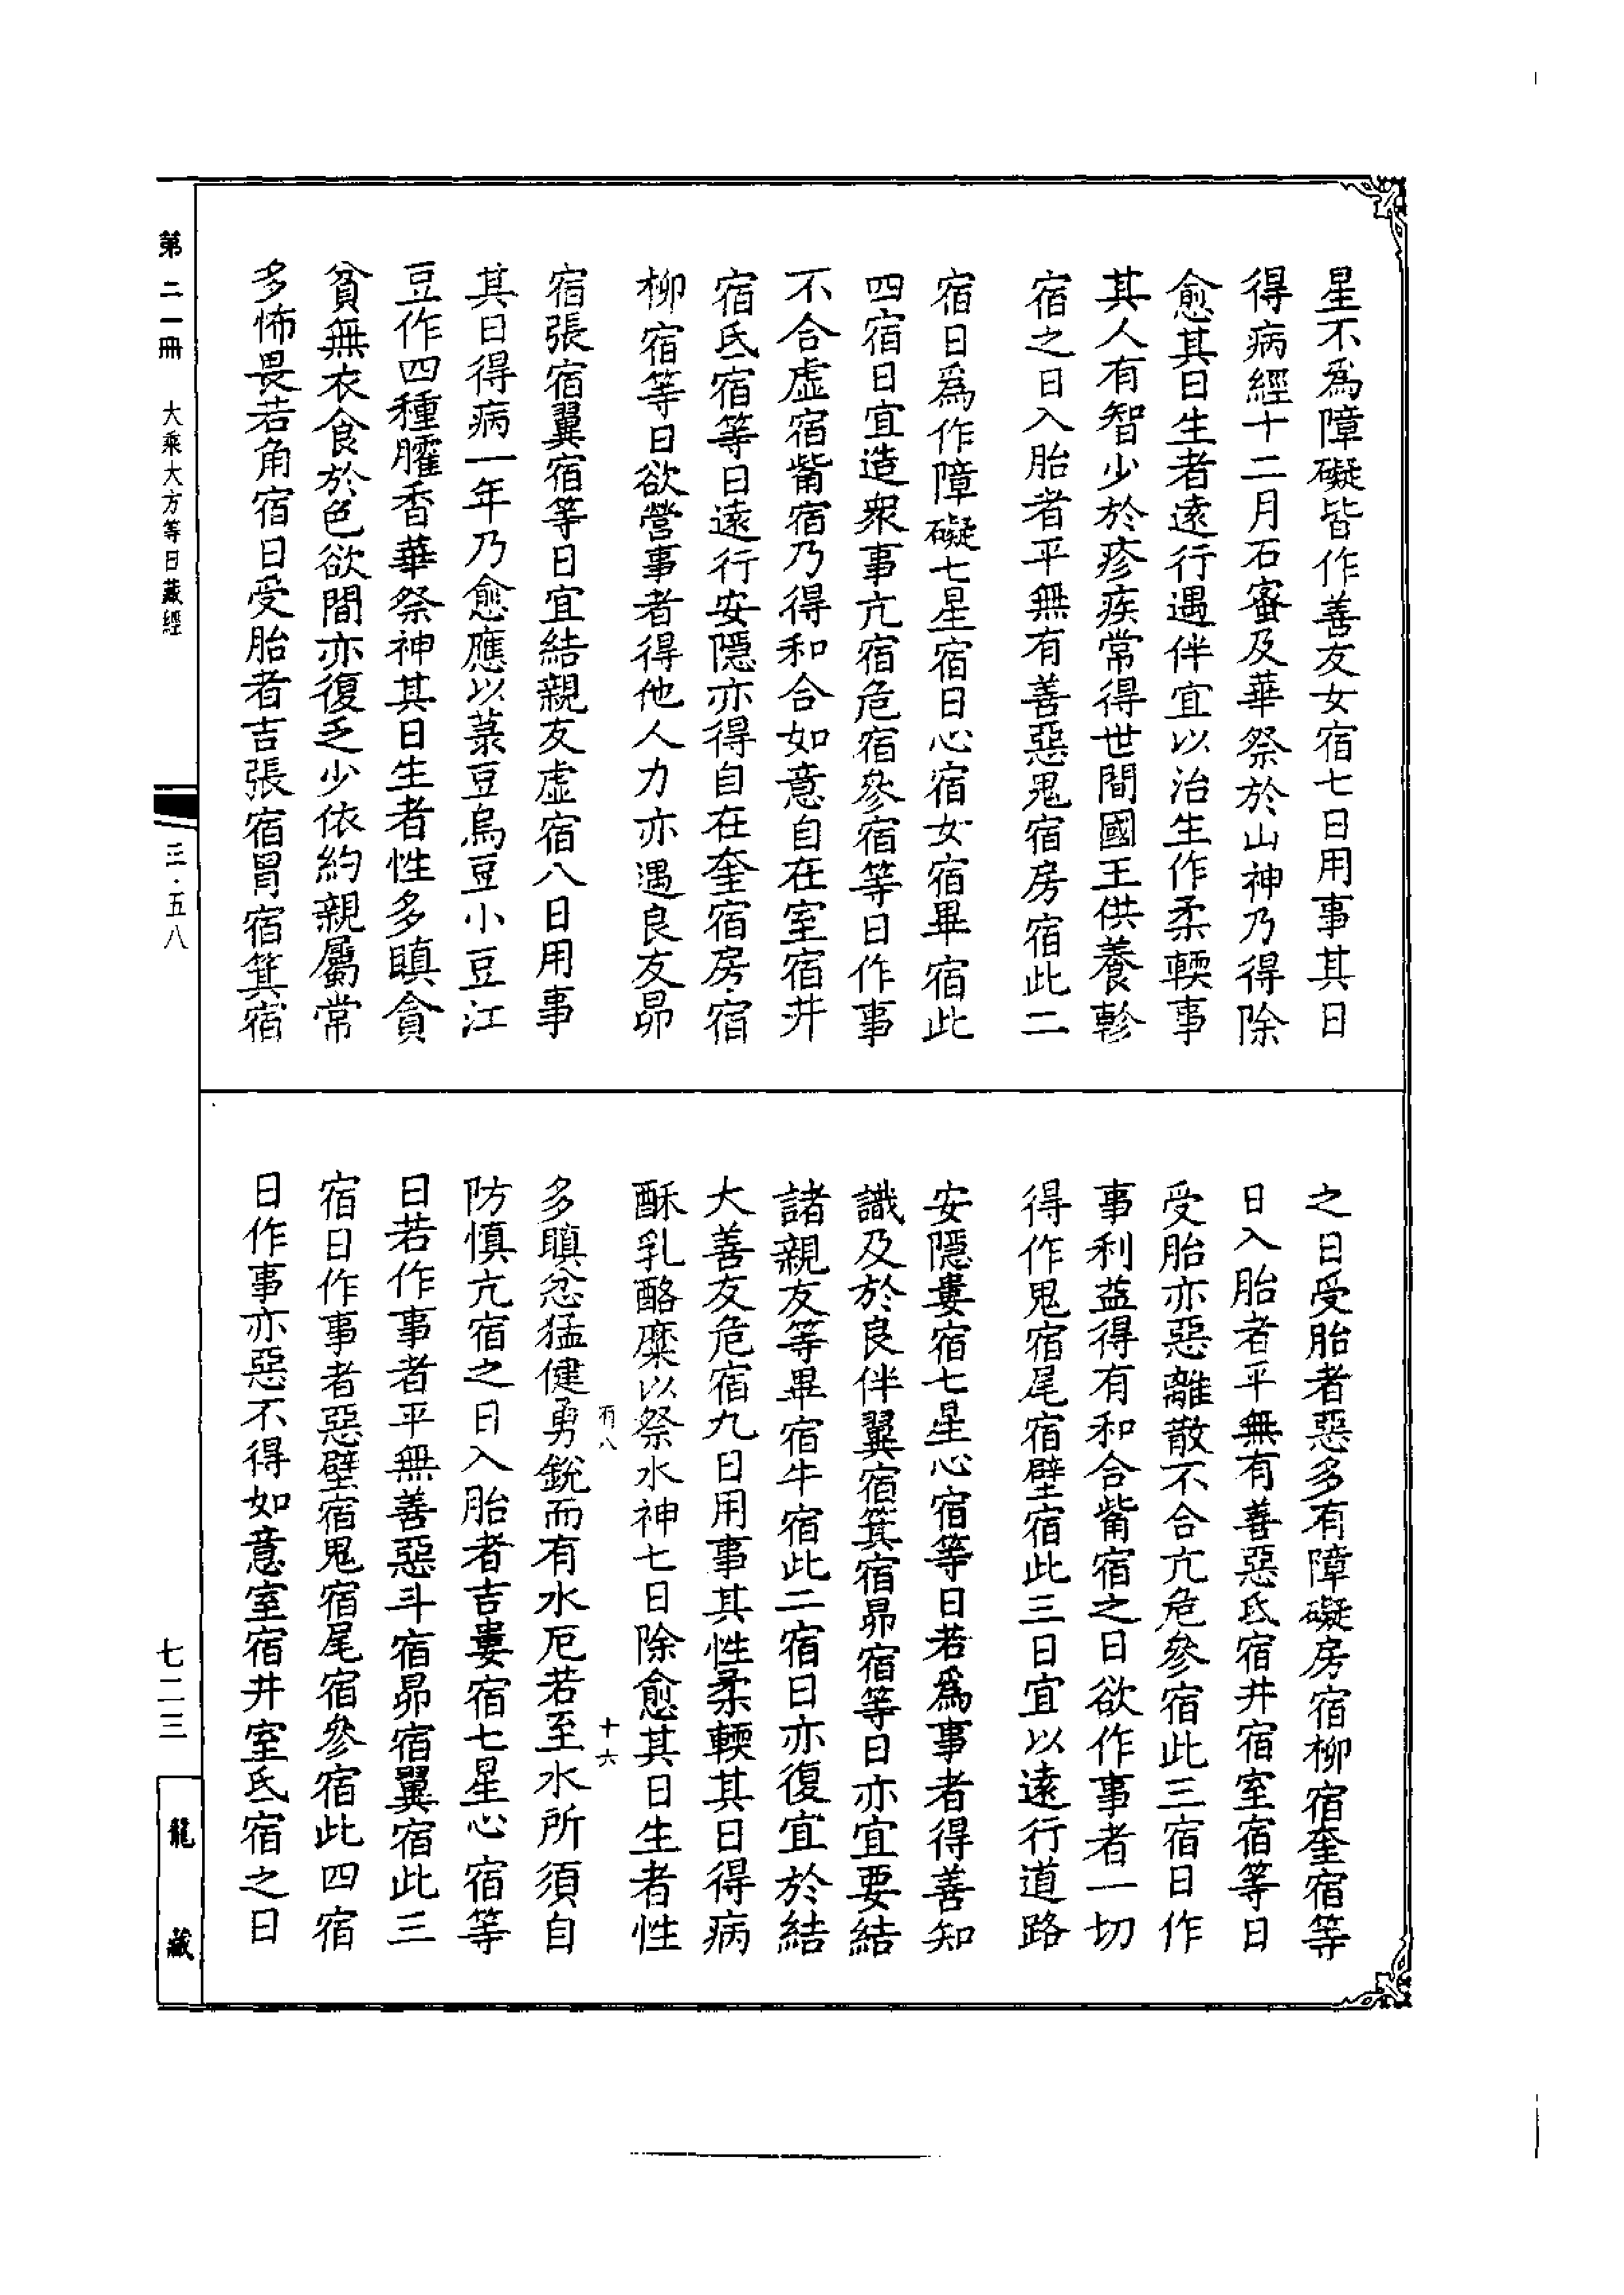 星不爲障礙皆作善友女宿七日用事其日
得病經十二月石蜜及華祭於山神乃得除
愈其日生者遠行遇伴宜以治生作柔輭事
其人有智少於疹疾常得世間國王供養軫
宿之日入胎者平無有善惡鬼宿房宿此二
宿日爲作障礙七星宿日心宿女宿畢宿此
四宿日宜造衆事亢宿危宿參宿等日作事
不合虛宿觜宿乃得和合如意自在室宿井
宿氐宿等日遠行安隱亦得自在奎宿房宿
柳宿等日欲營事者得他人力亦遇良友昴
宿張宿翼宿等日宜結親友虛宿八日用事
其日得病一年乃愈應以菉豆烏豆小豆江
豆作四種臛香華祭神其日生者性多瞋貪
貧無衣食於色欲間亦復乏少依約親屬常
多怖畏若角宿日受胎者吉張宿胃宿箕宿
之日受胎者惡多有障礙房宿柳宿奎宿等
日入胎者平無有善惡氐宿井宿室宿等日
受胎亦惡離散不合亢危參宿此三宿日作
事利益得有和合觜宿之日欲作事者一切
得作鬼宿尾宿壁宿此三日宜以遠行道路
安隱婁宿七星心宿等日若爲事者得善知
識及於良伴翼宿箕宿昴宿等日亦宜要結
諸親友等畢宿牛宿此二宿日亦復宜於結
大善友危宿九日用事其性柔輭其日得病
酥乳酪糜以祭水神七日除愈其日生者性
有八 十六
多瞋忿猛健勇銳而有水厄若至水所須自
防慎亢宿之日入胎者吉婁宿七星心宿等
日若作事者平無善惡斗宿昴宿翼宿此三
宿日作事者惡壁宿鬼宿尾宿參宿此四宿
日作事亦惡不得如意室宿井室氐宿之日
第二一冊 大乘大方等日藏經
三·五八
七二三
龍藏